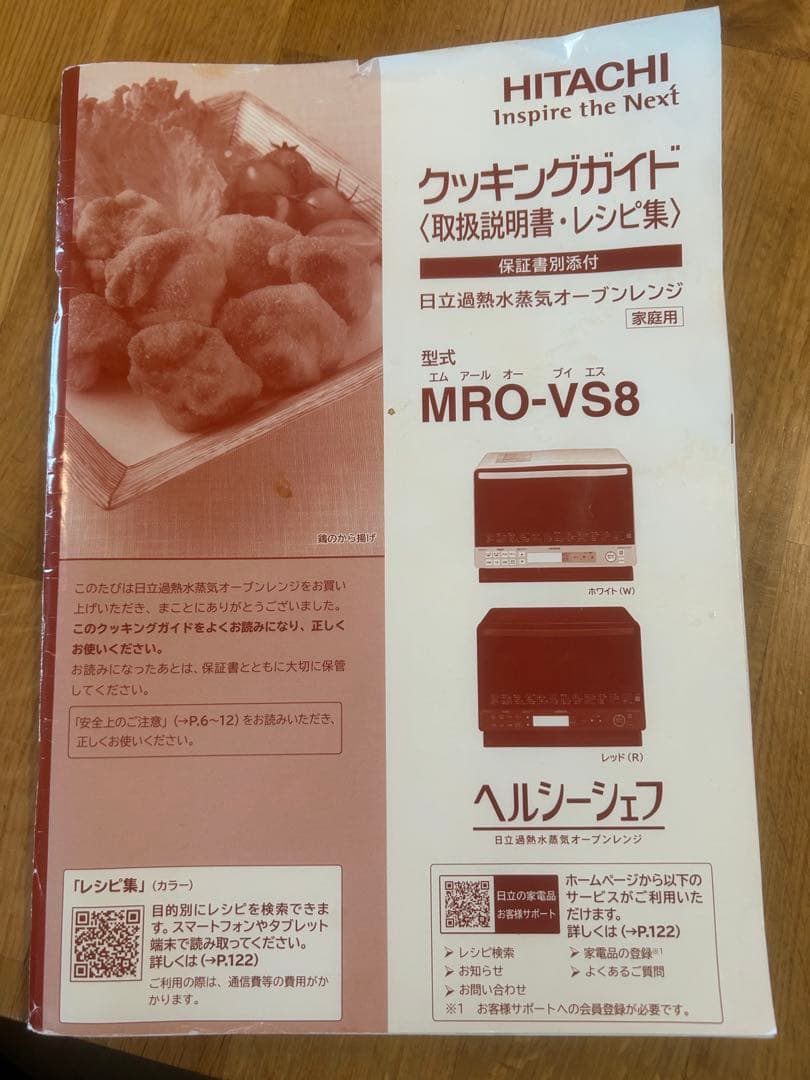 HITACHI
Inspire the Next
クッキングガイド
〈取扱説明書・レシピ集〉
保証書別添付
日立過熱水蒸気オーブンレンジ
家庭用
型式
エム アール オー ブイ エス
MRO-VS8
ホワイト(W)
レッド(R)
ヘルシーシェフ
日立過熱水蒸気オーブンレンジ
鶏のから揚げ
このたびは日立過熱水蒸気オーブンレンジをお買い
上げいただき、まことにありがとうございました。
このクッキングガイドをよくお読みになり、正しく
お使いください。
お読みになったあとは、保証書とともに大切に保管
してください。
「安全上のご注意」(→P.6〜12)をお読みいただき、
正しくお使いください。
「レシピ集」(カラー)
目的別にレシピを検索できま
す。スマートフォンやタブレット
端末で読み取ってください。
詳しくは(→P.122)
ご利用の際は、通信費等の費用がか
かります。
日立の家電品
お客様サポート
ホームページから以下の
サービスがご利用いた
だけます。
詳しくは(→P.122)
➤ レシピ検索
➤ 家電品の登録※1
➤ お知らせ
➤ よくあるご質問
➤ お問い合わせ
※1 お客様サポートへの会員登録が必要です。